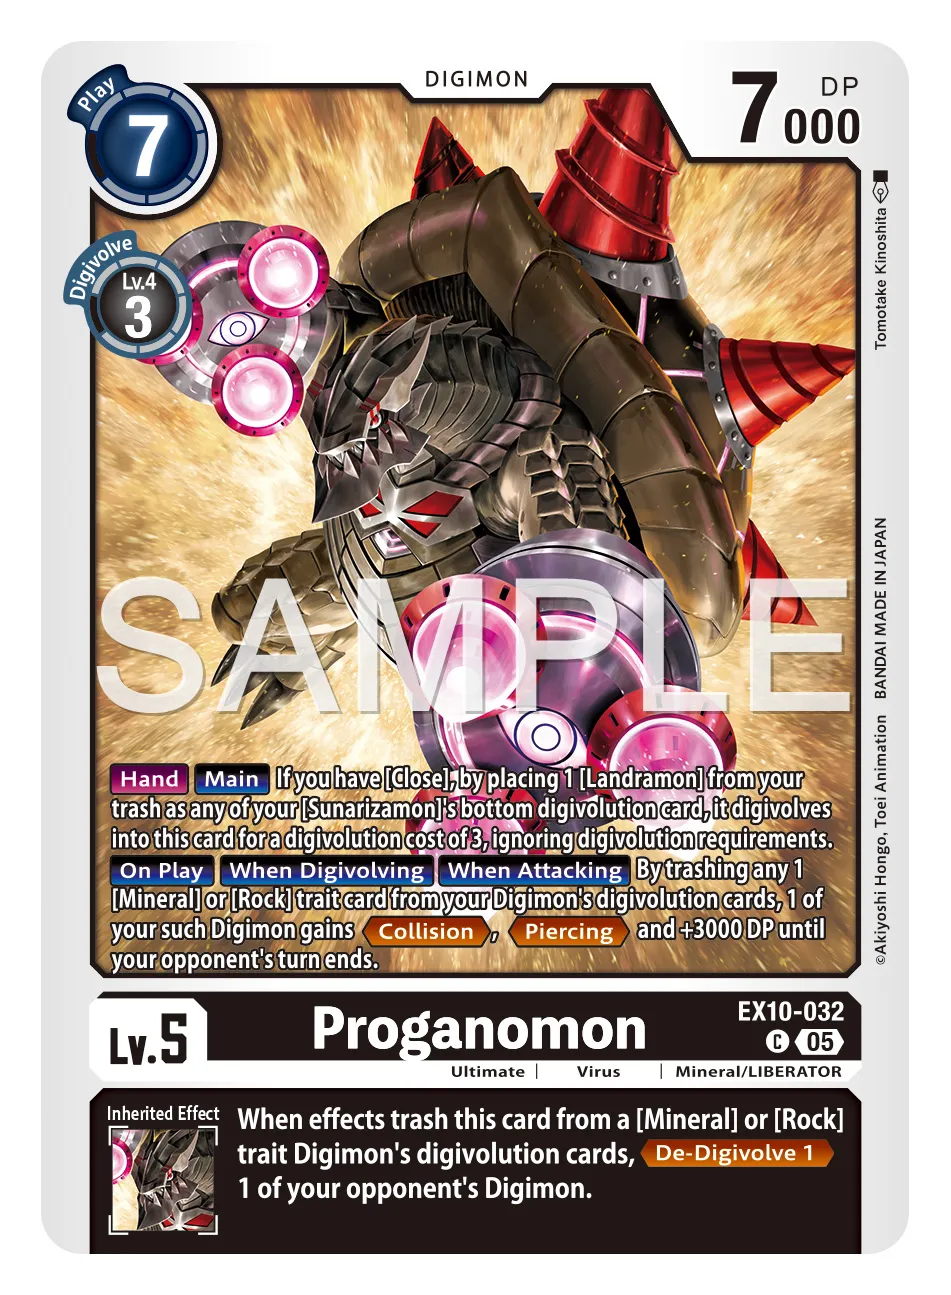 DIGIMON
Play
7
7000
DP
Digivolve
Lv.4
3
Tomotake Kinoshita
©Akiyoshi Hongo, Toei Animation BANDAI MADE IN JAPAN
SAMPLE
Hand Main If you have [Close], by placing 1 [Landramon] from your
trash as any of your [Sunarizamon]'s bottom digivolution card, it digivolves
into this card for a digivolution cost of 3, ignoring digivolution requirements.
On Play When Digivolving When Attacking By trashing any 1
[Mineral] or [Rock] trait card from your Digimon's digivolution cards, 1 of
your such Digimon gains Collision, Piercing and +3000 DP until
your opponent's turn ends.
Lv.5
Proganomon
EX10-032
C 05
Ultimate | Virus | Mineral/LIBERATOR
Inherited Effect
When effects trash this card from a [Mineral] or [Rock]
trait Digimon's digivolution cards, De-Digivolve 1
1 of your opponent's Digimon.